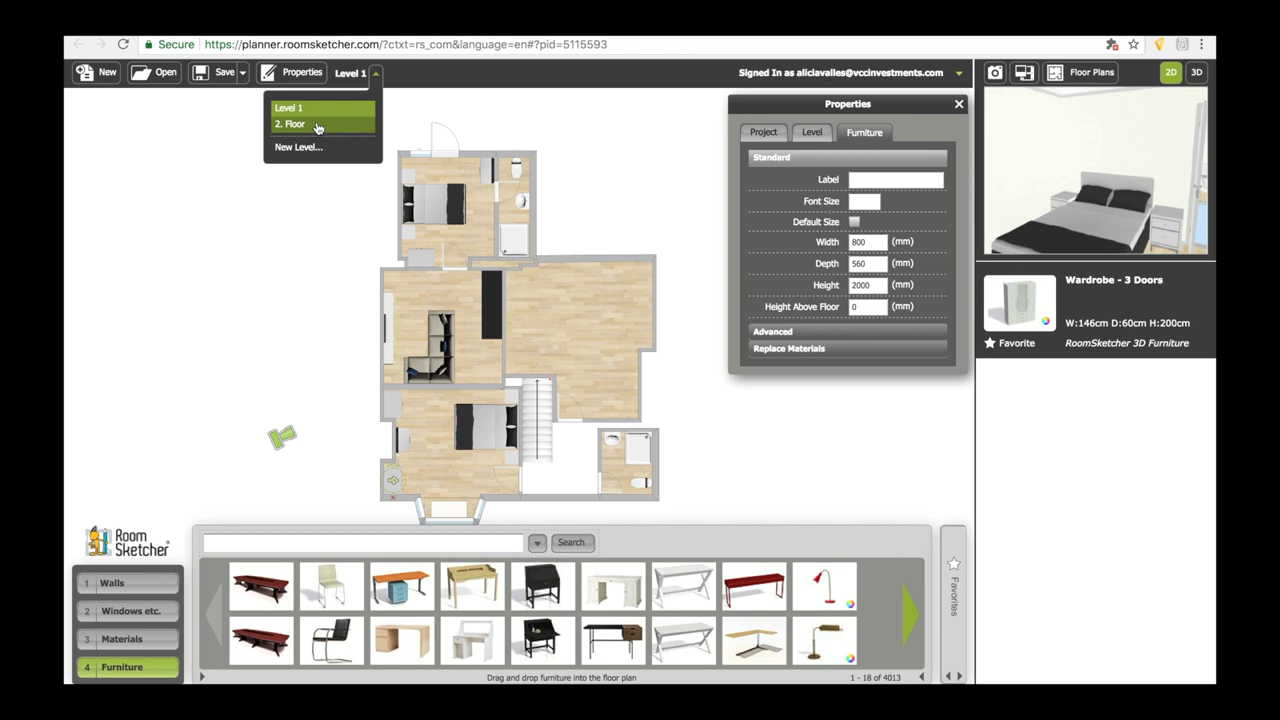 Secure https://planner.roomsketcher.com/?ctxt=rs_com&language=en#?pid=5115593
New Open Save Properties Level 1
Signed In as aliciavalles@vccinvestments.com
Floor Plans 2D 3D
Level 1
2. Floor
New Level...
Properties
Project Level Furniture
Standard
Label
Font Size
Default Size
Width 800 (mm)
Depth 560 (mm)
Height 2000 (mm)
Height Above Floor 0 (mm)
Advanced
Replace Materials
Wardrobe - 3 Doors
W:146cm D:60cm H:200cm
Favorite RoomSketcher 3D Furniture
Room
Sketcher
1 Walls
2 Windows etc.
3 Materials
4 Furniture
Search
Favorites
Drag and drop furniture into the floor plan
1 - 18 of 4013